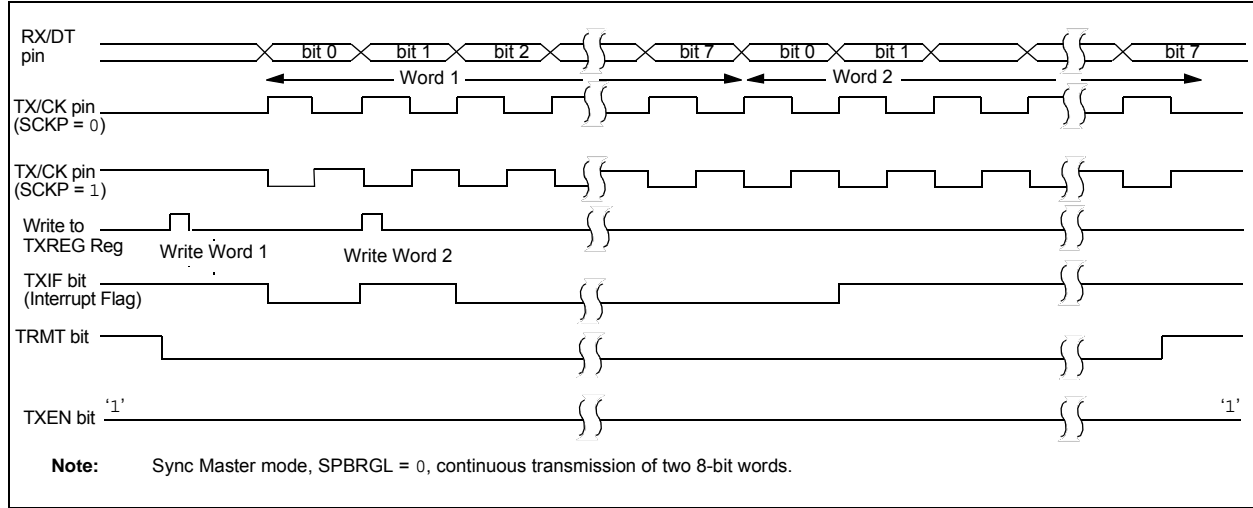 RX/DT
pin
bit 0 bit 1 bit 2 bit 7 bit 0 bit 1 bit 7
Word 1 Word 2
TX/CK pin
(SCKP = 0)
TX/CK pin
(SCKP = 1)
Write to
TXREG Reg
Write Word 1 Write Word 2
TXIF bit
(Interrupt Flag)
TRMT bit
TXEN bit ‘1’ ‘1’
Note: Sync Master mode, SPBRGL = 0, continuous transmission of two 8-bit words.